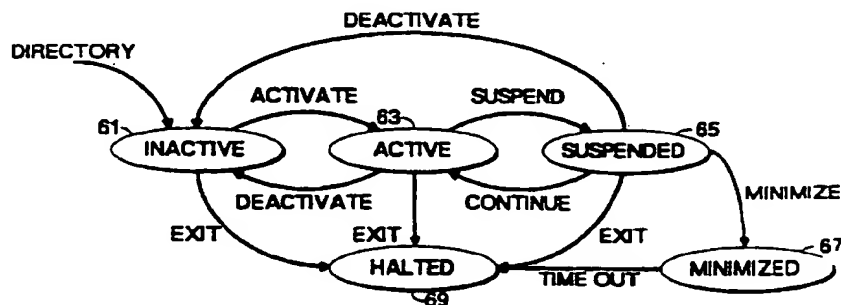 DEACTIVATE
DIRECTORY
ACTIVATE
SUSPEND
61
63
65
INACTIVE
ACTIVE
SUSPENDED
DEACTIVATE
CONTINUE
MINIMIZE
EXIT
EXIT
EXIT
67
HALTED
TIME OUT
MINIMIZED
69